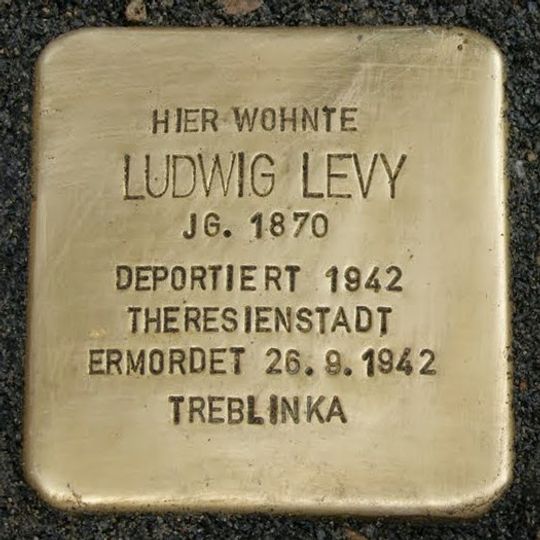 HIER WOHNTE
LUDWIG LEVY
JG. 1870
DEPORTIERT 1942
THERESIENSTADT
ERMORDET 26.9.1942
TREBLINKA